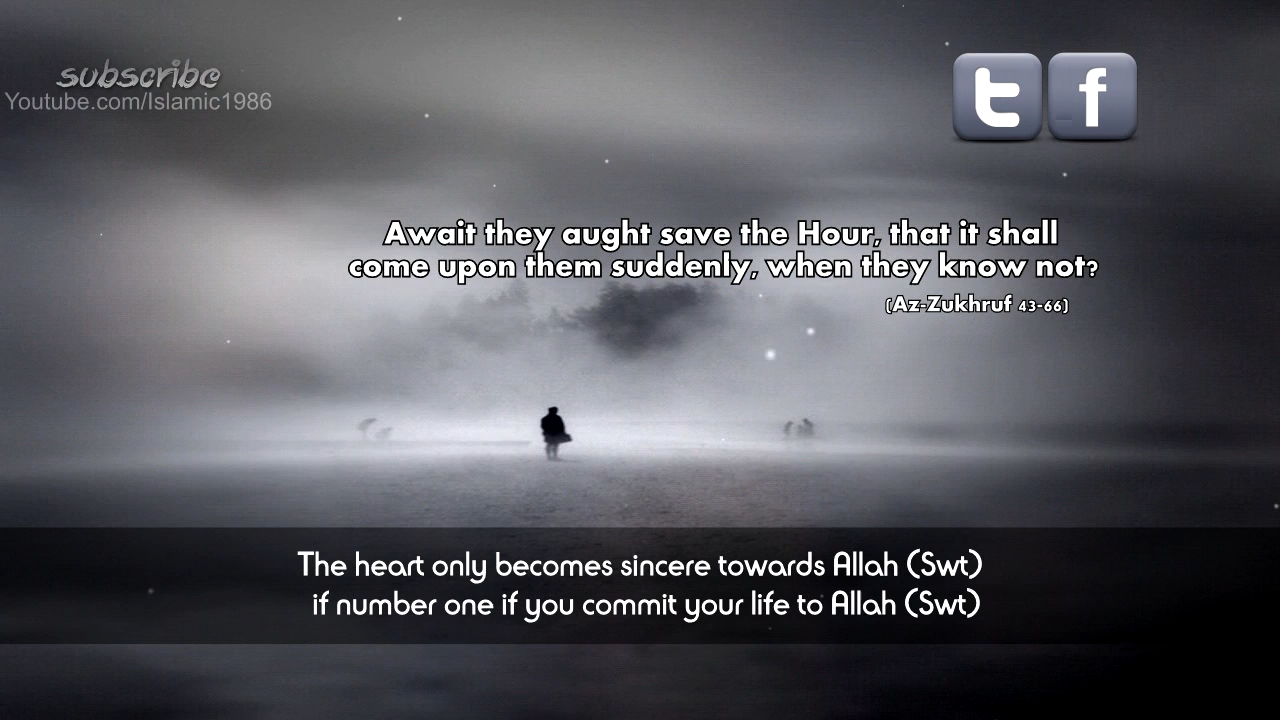 subscribe
Youtube.com/Islamic1986
t f
Await they aught save the Hour, that it shall
come upon them suddenly, when they know not?
(Az-Zukhruf 43-66)
The heart only becomes sincere towards Allah (Swt)
if number one if you commit your life to Allah (Swt)